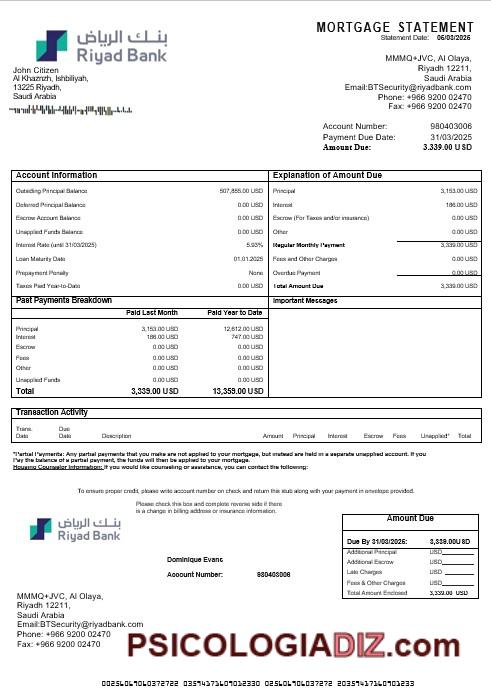 بنك الرياض
Riyad Bank
MORTGAGE STATEMENT
Statement Date: 06/03/2025
John Citizen
Al Khaznzh, Ishbiliyah,
13225 Riyadh,
Saudi Arabia
MMMQ+JVC, Al Olaya,
Riyadh 12211,
Saudi Arabia
Email:BTSecurity@riyadbank.com
Phone: +966 9200 02470
Fax: +966 9200 02470
Account Number: 980403006
Payment Due Date: 31/03/2025
Amount Due: 3,339.00 USD
Account Information
Outsiding Principal Balance 507,855.00 USD
Deferred Principal Balance 0.00 USD
Escrow Account Balance 0.00 USD
Unapplied Funds Balance 0.00 USD
Interest Rate (until 31/03/2025) 5.93%
Loan Maturity Date 01.01.2025
Prepayment Penalty None
Taxes Paid Year-to-Date 0.00 USD
Explanation of Amount Due
Principal 3,153.00 USD
Interest 186.00 USD
Escrow (For Taxes and/or insurance) 0.00 USD
Other 0.00 USD
Regular Monthly Payment 3,339.00 USD
Fees and Other Charges 0.00 USD
Overdue Payment 0.00 USD
Total Amount Due 3,339.00 USD
Past Payments Breakdown
Paid Last Month Paid Year to Date
Principal 3,153.00 USD 12,612.00 USD
Interest 186.00 USD 747.00 USD
Escrow 0.00 USD 0.00 USD
Fees 0.00 USD 0.00 USD
Other 0.00 USD 0.00 USD
Unapplied Funds 0.00 USD 0.00 USD
Total 3,339.00 USD 13,359.00 USD
Important Messages
Transaction Activity
Trans. Date Due Date Description Amount Principal Interest Escrow Fees Unapplied* Total
*Partial Payments: Any partial payments that you make are not applied to your mortgage, but instead are held in a separate unapplied account. If you
Pay the balance of a partial payment, the funds will then be applied to your mortgage.
Housing Counselor Information: If you would like counseling or assistance, you can contact the following:
To ensure proper credit, please write account number on check and return this stub along with your payment in envelope provided.
Please check this box and complete reverse side if there
is a change in billing address or insurance information.
بنك الرياض
Riyad Bank
Dominique Evans
Account Number: 980403006
Amount Due
Due By 31/03/2025: 3,339.00USD
Additional Principal USD
Additional Escrow USD
Late Charges USD
Fees & Other Charges USD
Total Amount Enclosed 3,339.00 USD
MMMQ+JVC, Al Olaya,
Riyadh 12211,
Saudi Arabia
Email:BTSecurity@riyadbank.com
Phone: +966 9200 02470
Fax: +966 9200 02470
PSICOLOGIADIZ.com